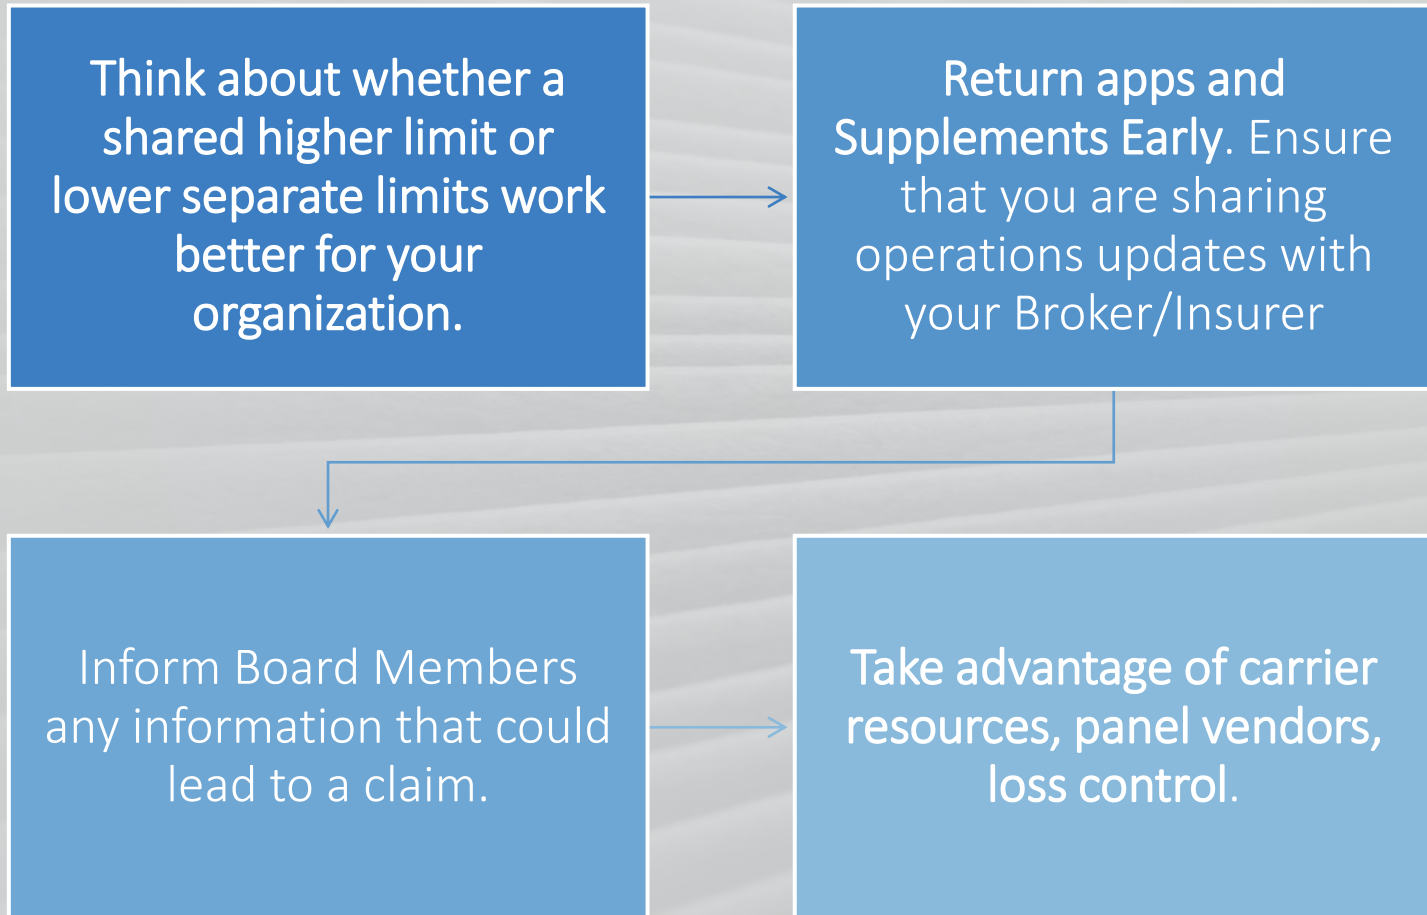 Think about whether a
shared higher limit or
lower separate limits work
better for your
organization.
Return apps and
Supplements Early. Ensure
that you are sharing
operations updates with
your Broker/Insurer
Inform Board Members
any information that could
lead to a claim.
Take advantage of carrier
resources, panel vendors,
loss control.